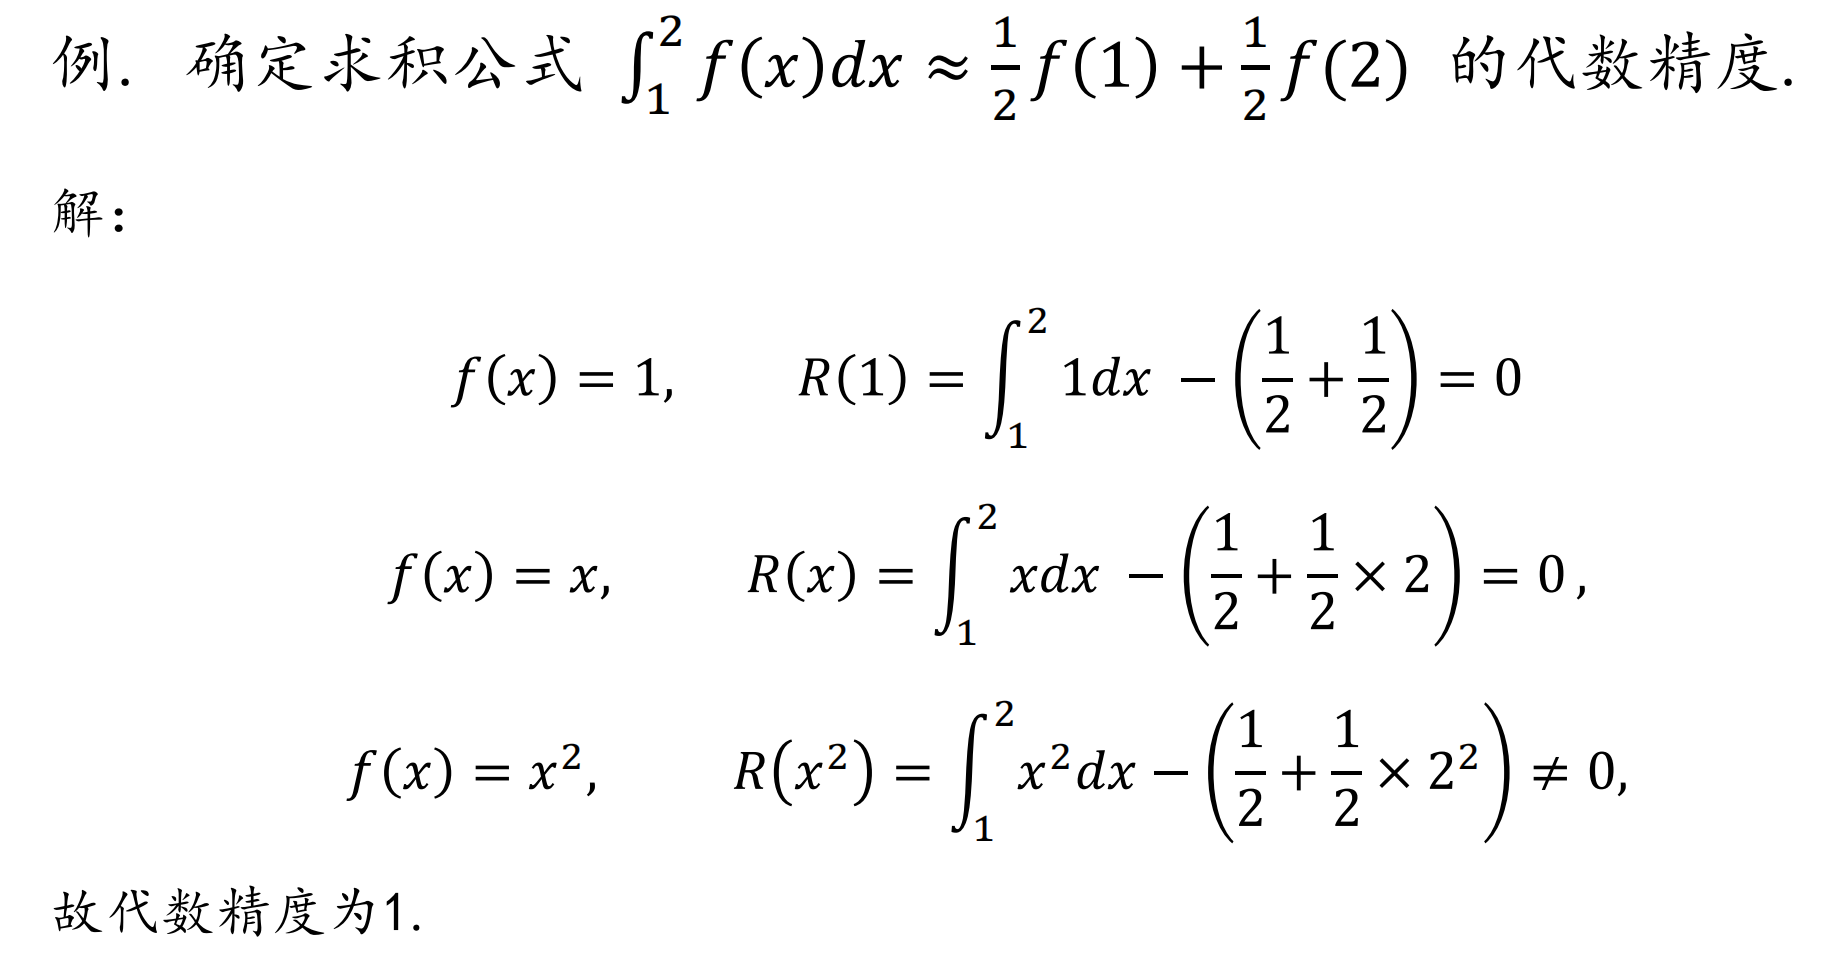 例. 确定求积公式 ∫₁² f(x)dx ≈ 1/2 f(1) + 1/2 f(2) 的代数精度.
解:
f(x) = 1, R(1) = ∫₁² 1dx − (1/2 + 1/2) = 0
f(x) = x, R(x) = ∫₁² xdx − (1/2 + 1/2 × 2) = 0,
f(x) = x², R(x²) = ∫₁² x²dx − (1/2 + 1/2 × 2²) ≠ 0,
故代数精度为1.